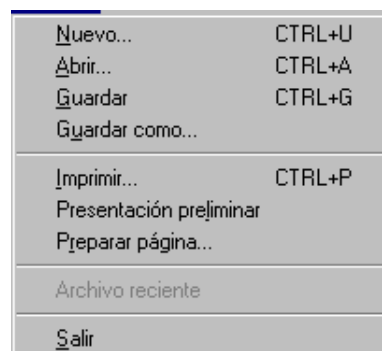 Nuevo... CTRL+U
Abrir... CTRL+A
Guardar CTRL+G
Guardar como...
Imprimir... CTRL+P
Presentación preliminar
Preparar página...
Archivo reciente
Salir